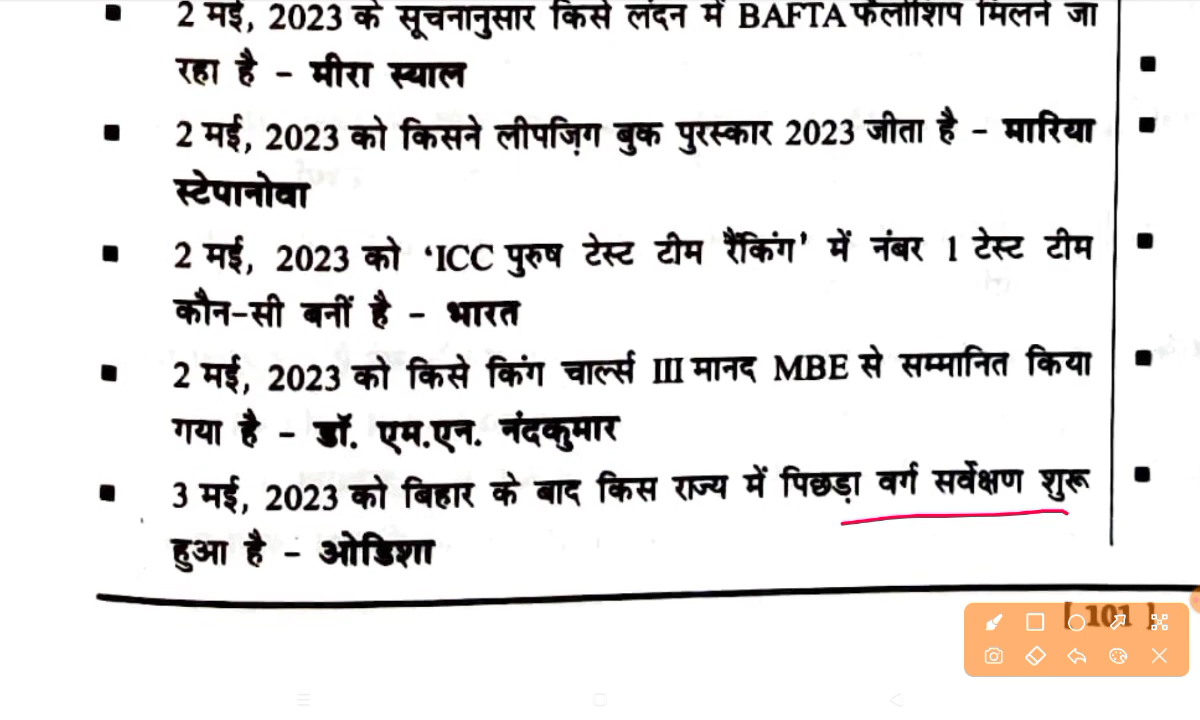 2 मई, 2023 के सूचनानुसार किसे लंदन में BAFTA फैलोशिप मिलने जा
रहा है - मीरा स्याल
2 मई, 2023 को किसने लीपज़िग बुक पुरस्कार 2023 जीता है - मारिया
स्टेपानोवा
2 मई, 2023 को 'ICC पुरुष टेस्ट टीम रैंकिंग' में नंबर 1 टेस्ट टीम
कौन-सी बनीं है - भारत
2 मई, 2023 को किसे किंग चार्ल्स III मानद MBE से सम्मानित किया
गया है - डॉ. एम.एन. नंदकुमार
3 मई, 2023 को बिहार के बाद किस राज्य में पिछड़ा वर्ग सर्वेक्षण शुरू
हुआ है - ओडिशा
[ 101 ]